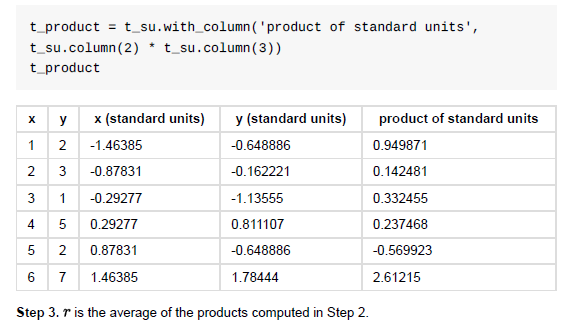 t_product = t_su.with_column('product of standard units',
t_su.column(2) * t_su.column(3))
t_product
x y x (standard units) y (standard units) product of standard units
1 2 -1.46385 -0.648886 0.949871
2 3 -0.87831 -0.162221 0.142481
3 1 -0.29277 -1.13555 0.332455
4 5 0.29277 0.811107 0.237468
5 2 0.87831 -0.648886 -0.569923
6 7 1.46385 1.78444 2.61215
Step 3. r is the average of the products computed in Step 2.